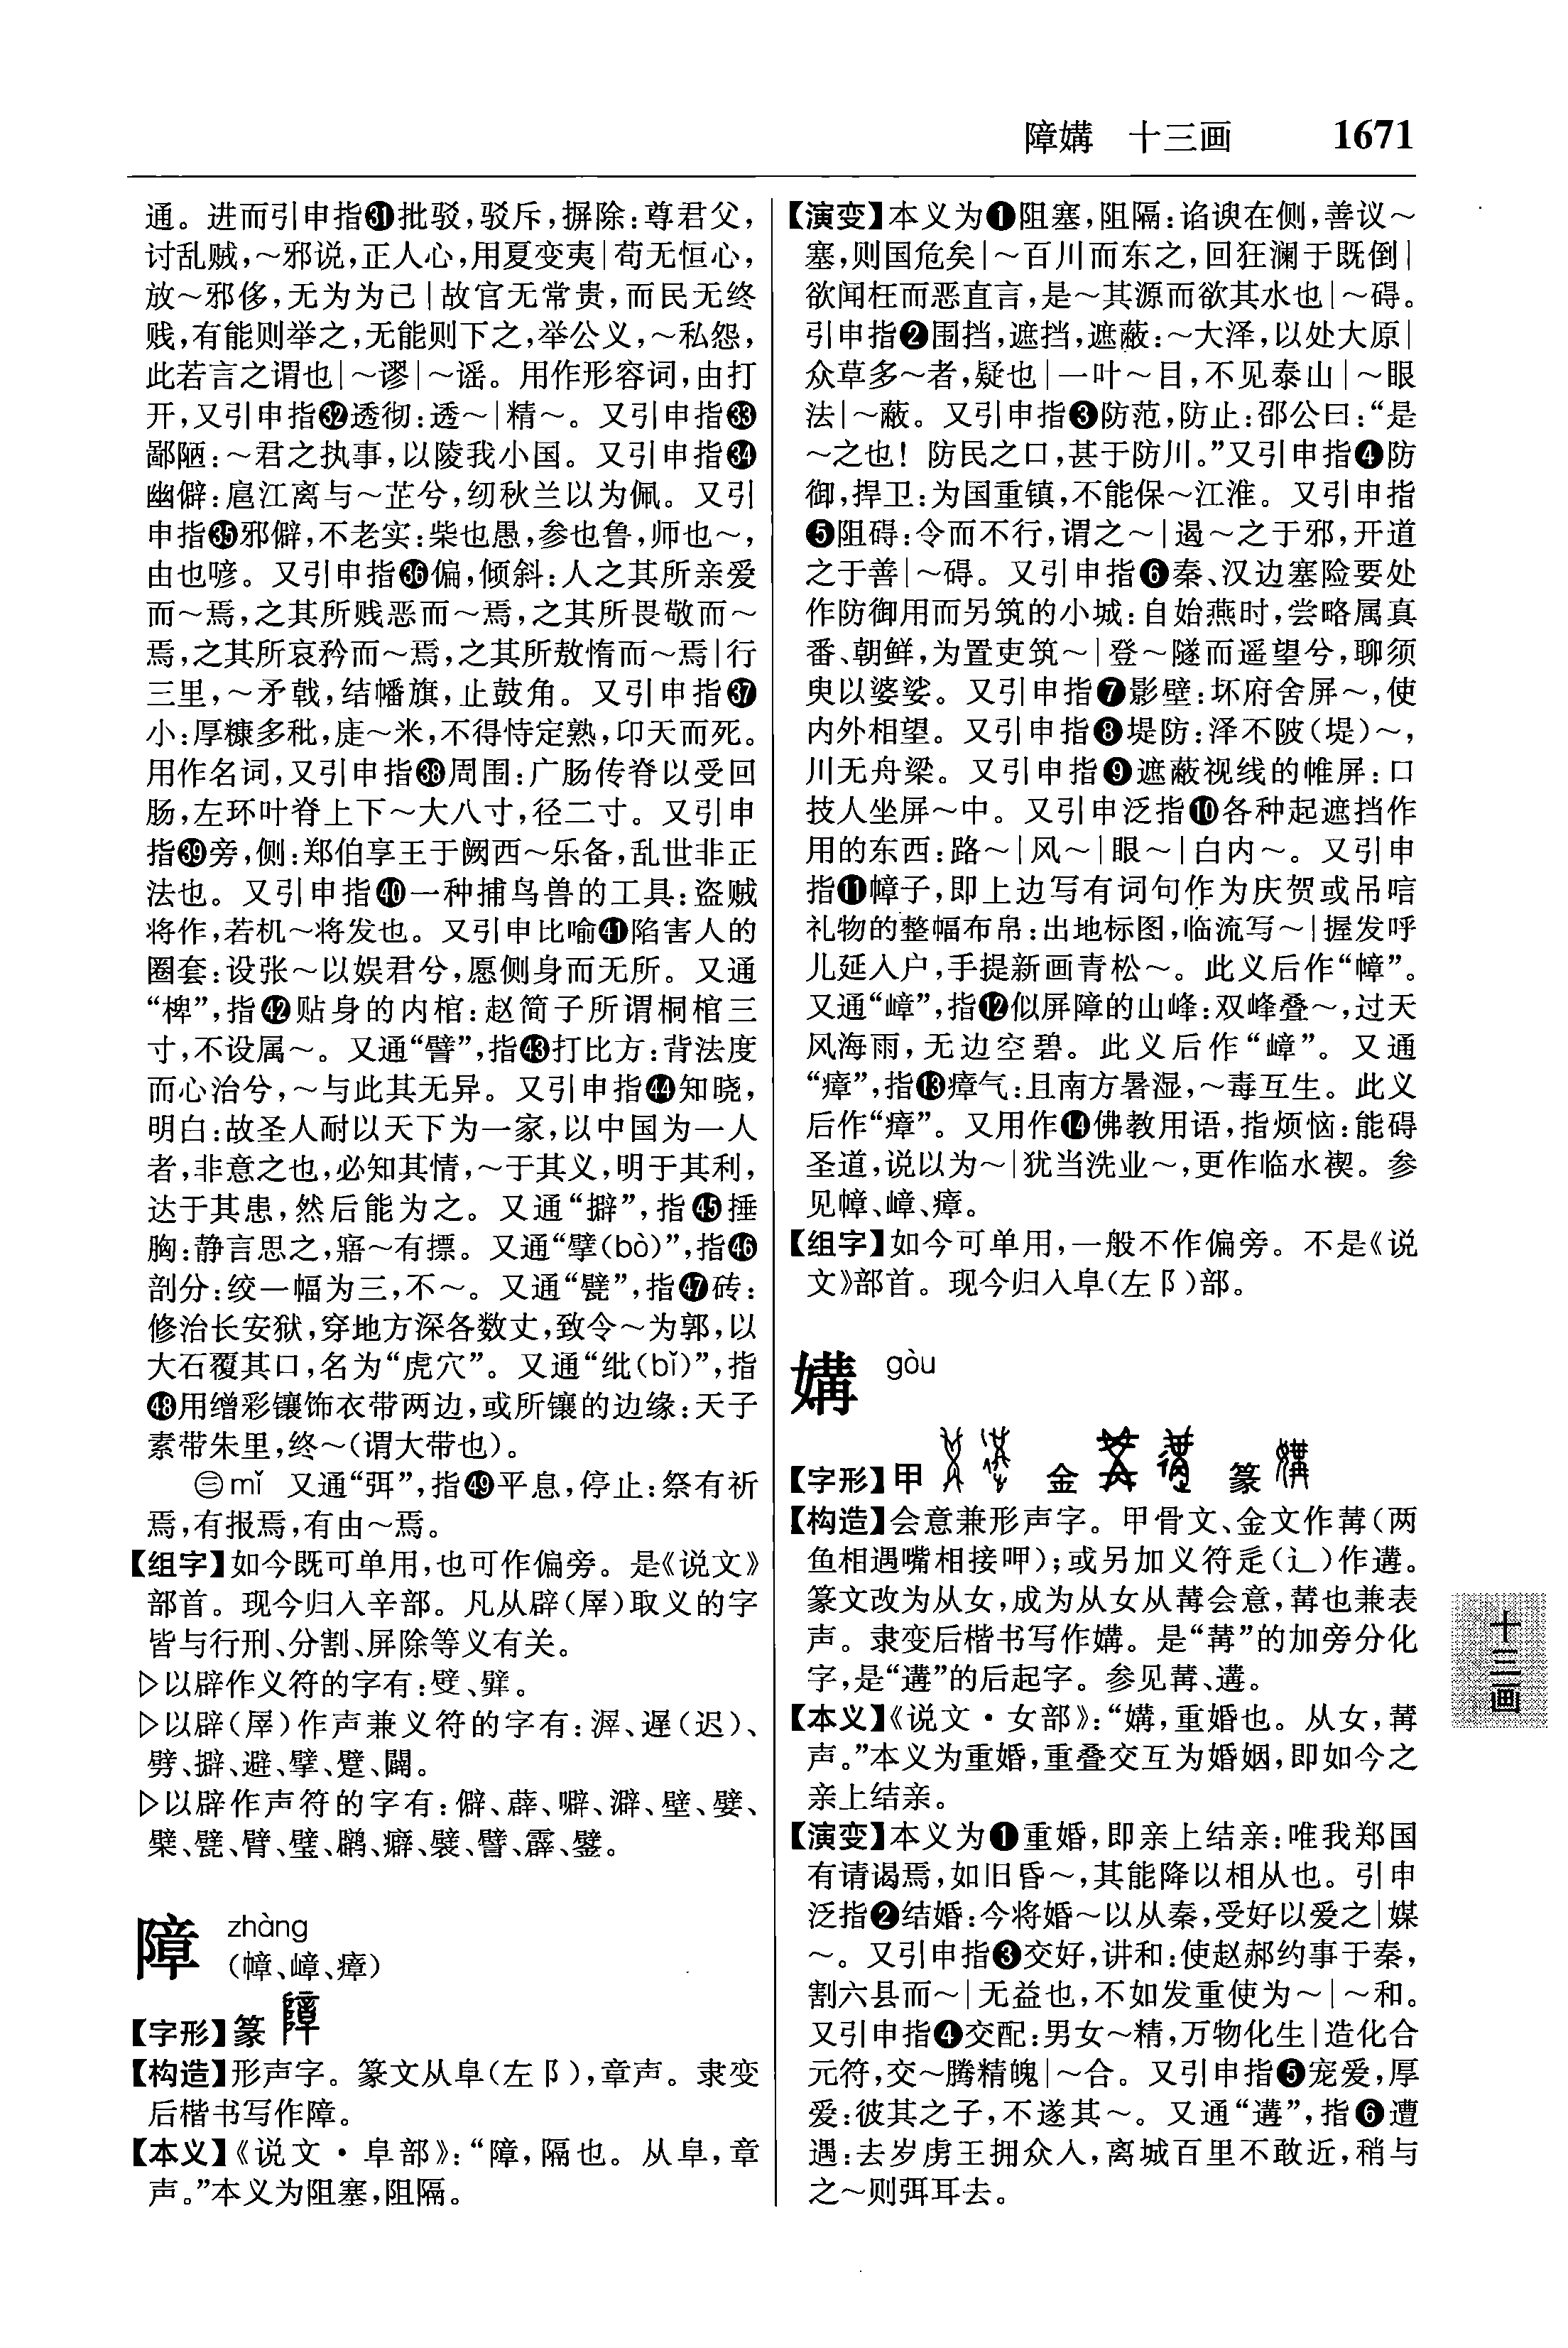 障媾　十三画　1671
通。进而引申指㉛批驳,驳斥,摒除:尊君父,
讨乱贼,～邪说,正人心,用夏变夷|苟无恒心,
放～邪侈,无为为己|故官无常贵,而民无终
贱,有能则举之,无能则下之,举公义,～私怨,
此若言之谓也|～谬|～谣。用作形容词,由打
开,又引申指㉜透彻:透～|精～。又引申指㉝
鄙陋:～君之执事,以陵我小国。又引申指㉞
幽僻:扈江离与～芷兮,纫秋兰以为佩。又引
申指㉟邪僻,不老实:柴也愚,参也鲁,师也～,
由也喭。又引申指㊱偏,倾斜:人之其所亲爱
而～焉,之其所贱恶而～焉,之其所畏敬而～
焉,之其所哀矜而～焉,之其所敖惰而～焉|行
三里,～矛戟,结幡旗,止鼓角。又引申指㊲
小:厚糠多秕,庢～米,不得恃定熟,卬天而死。
用作名词,又引申指㊳周围:广肠传脊以受回
肠,左环叶脊上下～大八寸,径二寸。又引申
指㊴旁,侧:郑伯享王于阙西～乐备,乱世非正
法也。又引申指㊵一种捕鸟兽的工具:盗贼
将作,若机～将发也。又引申比喻㊶陷害人的
圈套:设张～以娱君兮,愿侧身而无所。又通
“椑”,指㊷贴身的内棺:赵简子所谓桐棺三
寸,不设属～。又通“譬”,指㊸打比方:背法度
而心治兮,～与此其无异。又引申指㊹知晓,
明白:故圣人耐以天下为一家,以中国为一人
者,非意之也,必知其情,～于其义,明于其利,
达于其患,然后能为之。又通“擗”,指㊺捶
胸:静言思之,寤～有摽。又通“擘(bò)”,指㊻
剖分:绞一幅为三,不～。又通“甓”,指㊼砖:
修治长安狱,穿地方深各数丈,致令～为郭,以
大石覆其口,名为“虎穴”。又通“纰(bǐ)”,指
㊽用缯彩镶饰衣带两边,或所镶的边缘:天子
素带朱里,终～(谓大带也)。
㊂mǐ 又通“弭”,指㊾平息,停止:祭有祈
焉,有报焉,有由～焉。
【组字】如今既可单用,也可作偏旁。是《说文》
部首。现今归入辛部。凡从辟(屖)取义的字
皆与行刑、分割、屏除等义有关。
▷以辟作义符的字有:躄、𨐨。
▷以辟(屖)作声兼义符的字有:㴲、遟(迟)、
劈、擗、避、擘、躄、闢。
▷以辟作声符的字有:僻、薜、噼、澼、壁、嬖、
檗、甓、臂、璧、鷿、癖、襞、譬、霹、鐾。
障 zhàng
(幛、嶂、瘴)
【字形】篆
【构造】形声字。篆文从阜(左阝),章声。隶变
后楷书写作障。
【本义】《说文·阜部》:“障,隔也。从阜,章
声。”本义为阻塞,阻隔。
【演变】本义为❶阻塞,阻隔:谄谀在侧,善议～
塞,则国危矣|～百川而东之,回狂澜于既倒|
欲闻枉而恶直言,是～其源而欲其水也|～碍。
引申指❷围挡,遮挡,遮蔽:～大泽,以处大原|
众草多～者,疑也|一叶～目,不见泰山|～眼
法|～蔽。又引申指❸防范,防止:邵公曰:“是
～之也! 防民之口,甚于防川。”又引申指❹防
御,捍卫:为国重镇,不能保～江淮。又引申指
❺阻碍:令而不行,谓之～|遏～之于邪,开道
之于善|～碍。又引申指❻秦、汉边塞险要处
作防御用而另筑的小城:自始燕时,尝略属真
番、朝鲜,为置吏筑～|登～隧而遥望兮,聊须
臾以婆娑。又引申指❼影壁:坏府舍屏～,使
内外相望。又引申指❽堤防:泽不陂(堤)～,
川无舟梁。又引申指❾遮蔽视线的帷屏:口
技人坐屏～中。又引申泛指❿各种起遮挡作
用的东西:路～|风～|眼～|白内～。又引申
指⓫幛子,即上边写有词句作为庆贺或吊唁
礼物的整幅布帛:出地标图,临流写～|握发呼
儿延入户,手提新画青松～。此义后作“幛”。
又通“嶂”,指⓬似屏障的山峰:双峰叠～,过天
风海雨,无边空碧。此义后作“嶂”。又通
“瘴”,指⓭瘴气:且南方暑湿,～毒互生。此义
后作“瘴”。又用作⓮佛教用语,指烦恼:能碍
圣道,说以为～|犹当洗业～,更作临水禊。参
见幛、嶂、瘴。
【组字】如今可单用,一般不作偏旁。不是《说
文》部首。现今归入阜(左阝)部。
媾 gòu
【字形】甲　金　篆
【构造】会意兼形声字。甲骨文、金文作冓(两
鱼相遇嘴相接呷);或另加义符辵(辶)作遘。
篆文改为从女,成为从女从冓会意,冓也兼表
声。隶变后楷书写作媾。是“冓”的加旁分化
字,是“遘”的后起字。参见冓、遘。
【本义】《说文·女部》:“媾,重婚也。从女,冓
声。”本义为重婚,重叠交互为婚姻,即如今之
亲上结亲。
【演变】本义为❶重婚,即亲上结亲:唯我郑国
有请谒焉,如旧昏～,其能降以相从也。引申
泛指❷结婚:今将婚～以从秦,受好以爱之|媒
～。又引申指❸交好,讲和:使赵郝约事于秦,
割六县而～|无益也,不如发重使为～|～和。
又引申指❹交配:男女～精,万物化生|造化合
元符,交～腾精魄|～合。又引申指❺宠爱,厚
爱:彼其之子,不遂其～。又通“遘”,指❻遭
遇:去岁虏王拥众人,离城百里不敢近,稍与
之～则弭耳去。
十三画